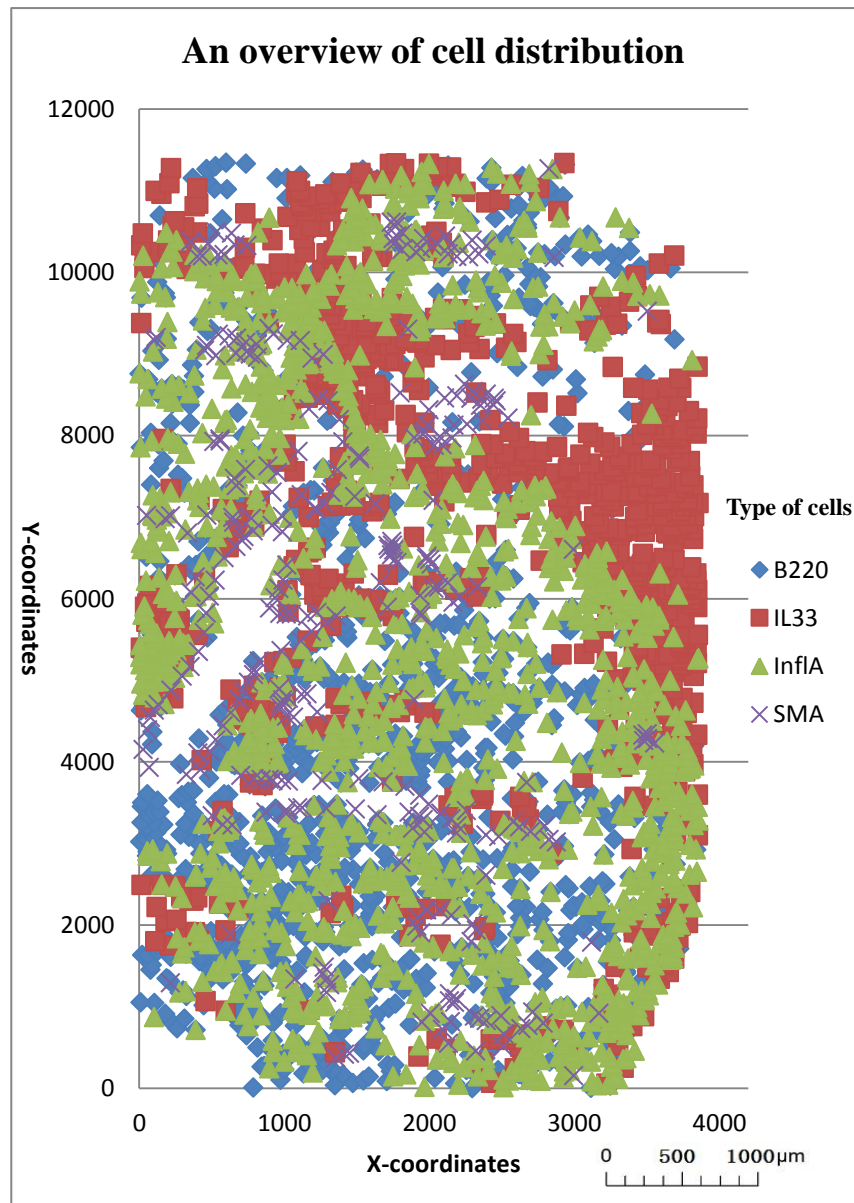 An overview of cell distribution
12000
10000
8000
6000
4000
2000
0
Y-coordinates
0 1000 2000 3000 4000
X-coordinates
Type of cells
B220
IL33
InflA
SMA
0 500 1000µm